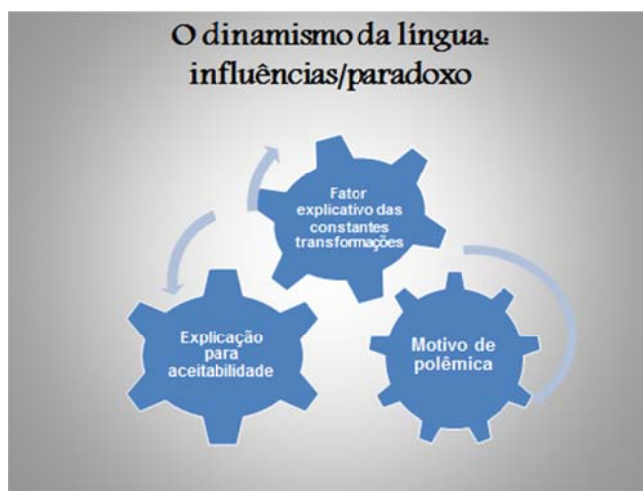 O dinamismo da língua:
influências/paradoxo
Fator
explicativo das
constantes
transformações
Explicação
para
aceitabilidade
Motivo de
polêmica